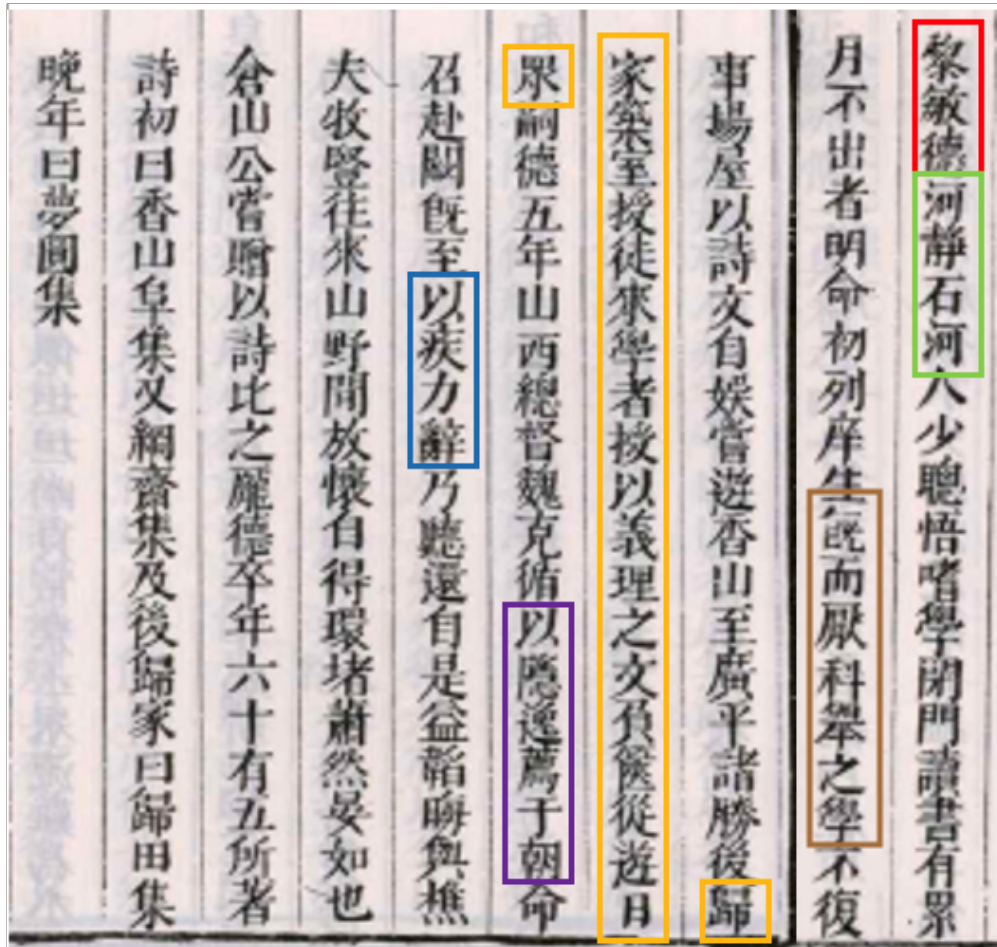 黎敏德河靜石河人少聰悟嗜學閉門讀書有累
月不出者明命初列庠生旣而厭科舉之學不復
事場屋以詩文自娛嘗遊香山至廣平諸勝後歸
家築室授徒來學者授以義理之文負篋從遊日
眾嗣德五年山西總督魏克循以隱逸薦于朝命
召赴闕旣至以疾力辭乃聽還自是益韜晦與樵
夫牧豎往來山野間放懷自得環堵蕭然晏如也
倉山公嘗贈以詩比之龐德卒年六十有五所著
詩初曰香山皐集又絅齋集及後歸家曰歸田集
晚年曰夢圓集